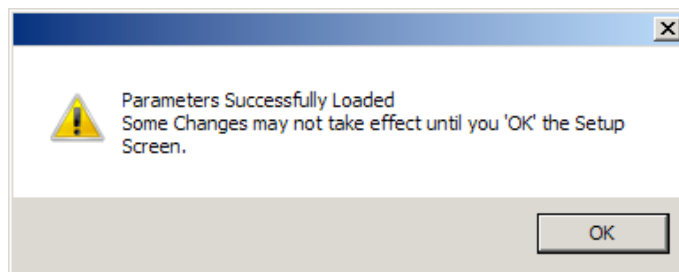 Parameters Successfully Loaded
Some Changes may not take effect until you 'OK' the Setup
Screen.
OK